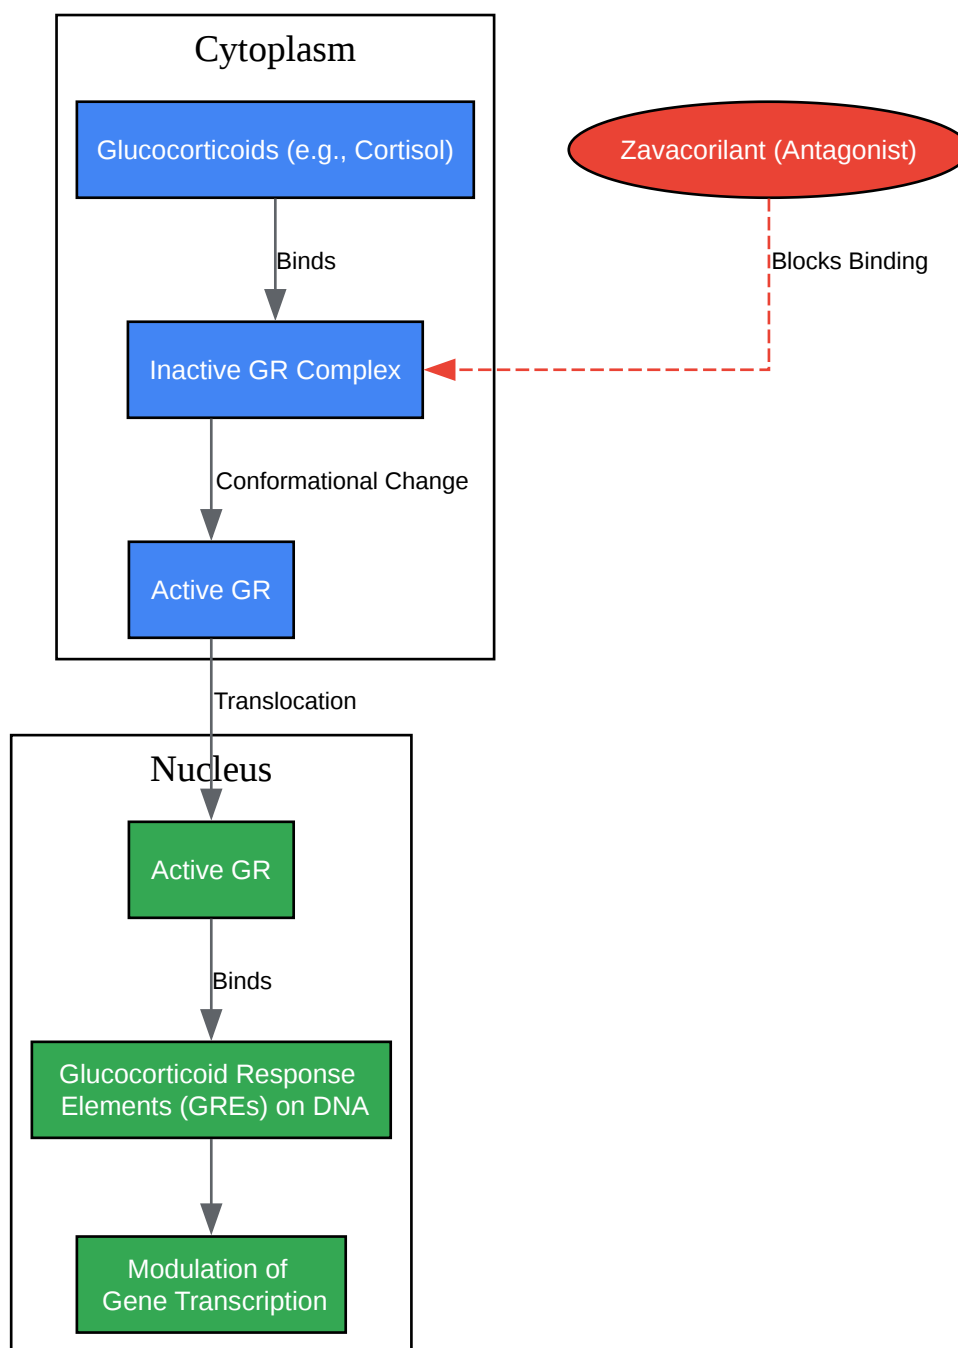 Cytoplasm
Glucocorticoids (e.g., Cortisol)
Zavacorilant (Antagonist)
Binds
Blocks Binding
Inactive GR Complex
Conformational Change
Active GR
Translocation
Nucleus
Active GR
Binds
Glucocorticoid Response
Elements (GREs) on DNA
Modulation of
Gene Transcription